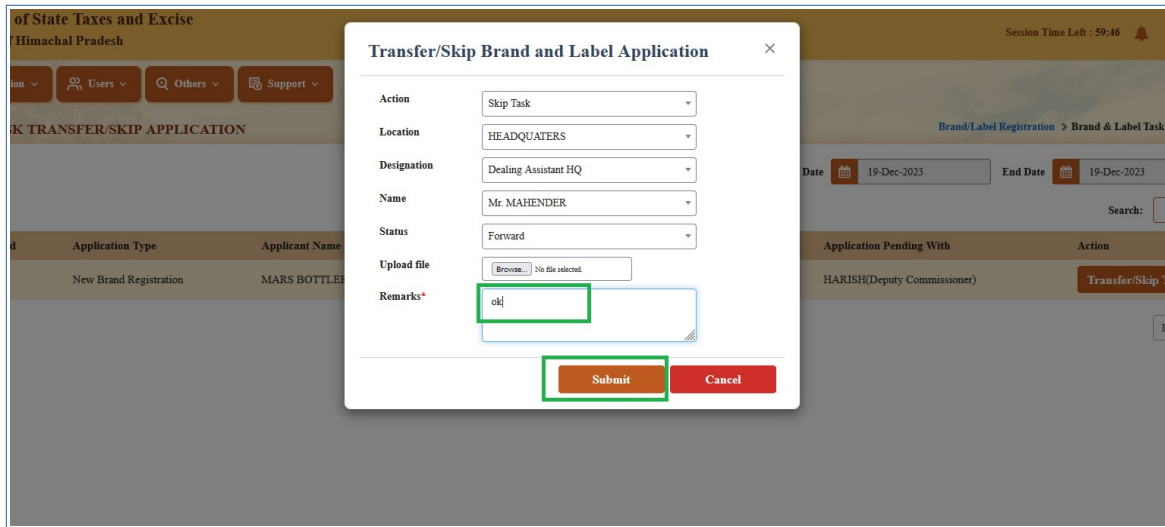 of State Taxes and Excise
Himachal Pradesh
Session Time Left : 59:46
Users
Others
Support
TRANSFER/SKIP APPLICATION
Brand/Label Registration > Brand & Label Task
Transfer/Skip Brand and Label Application
×
Action Skip Task
Location HEADQUATERS
Designation Dealing Assistant HQ
Name Mr. MAHENDER
Status Forward
Upload file Browse... No file selected.
Remarks* ok
Submit Cancel
Date 19-Dec-2023 End Date 19-Dec-2023
Search:
Application Type Applicant Name Application Pending With Action
New Brand Registration MARS BOTTLER HARISH(Deputy Commissioner) Transfer/Skip